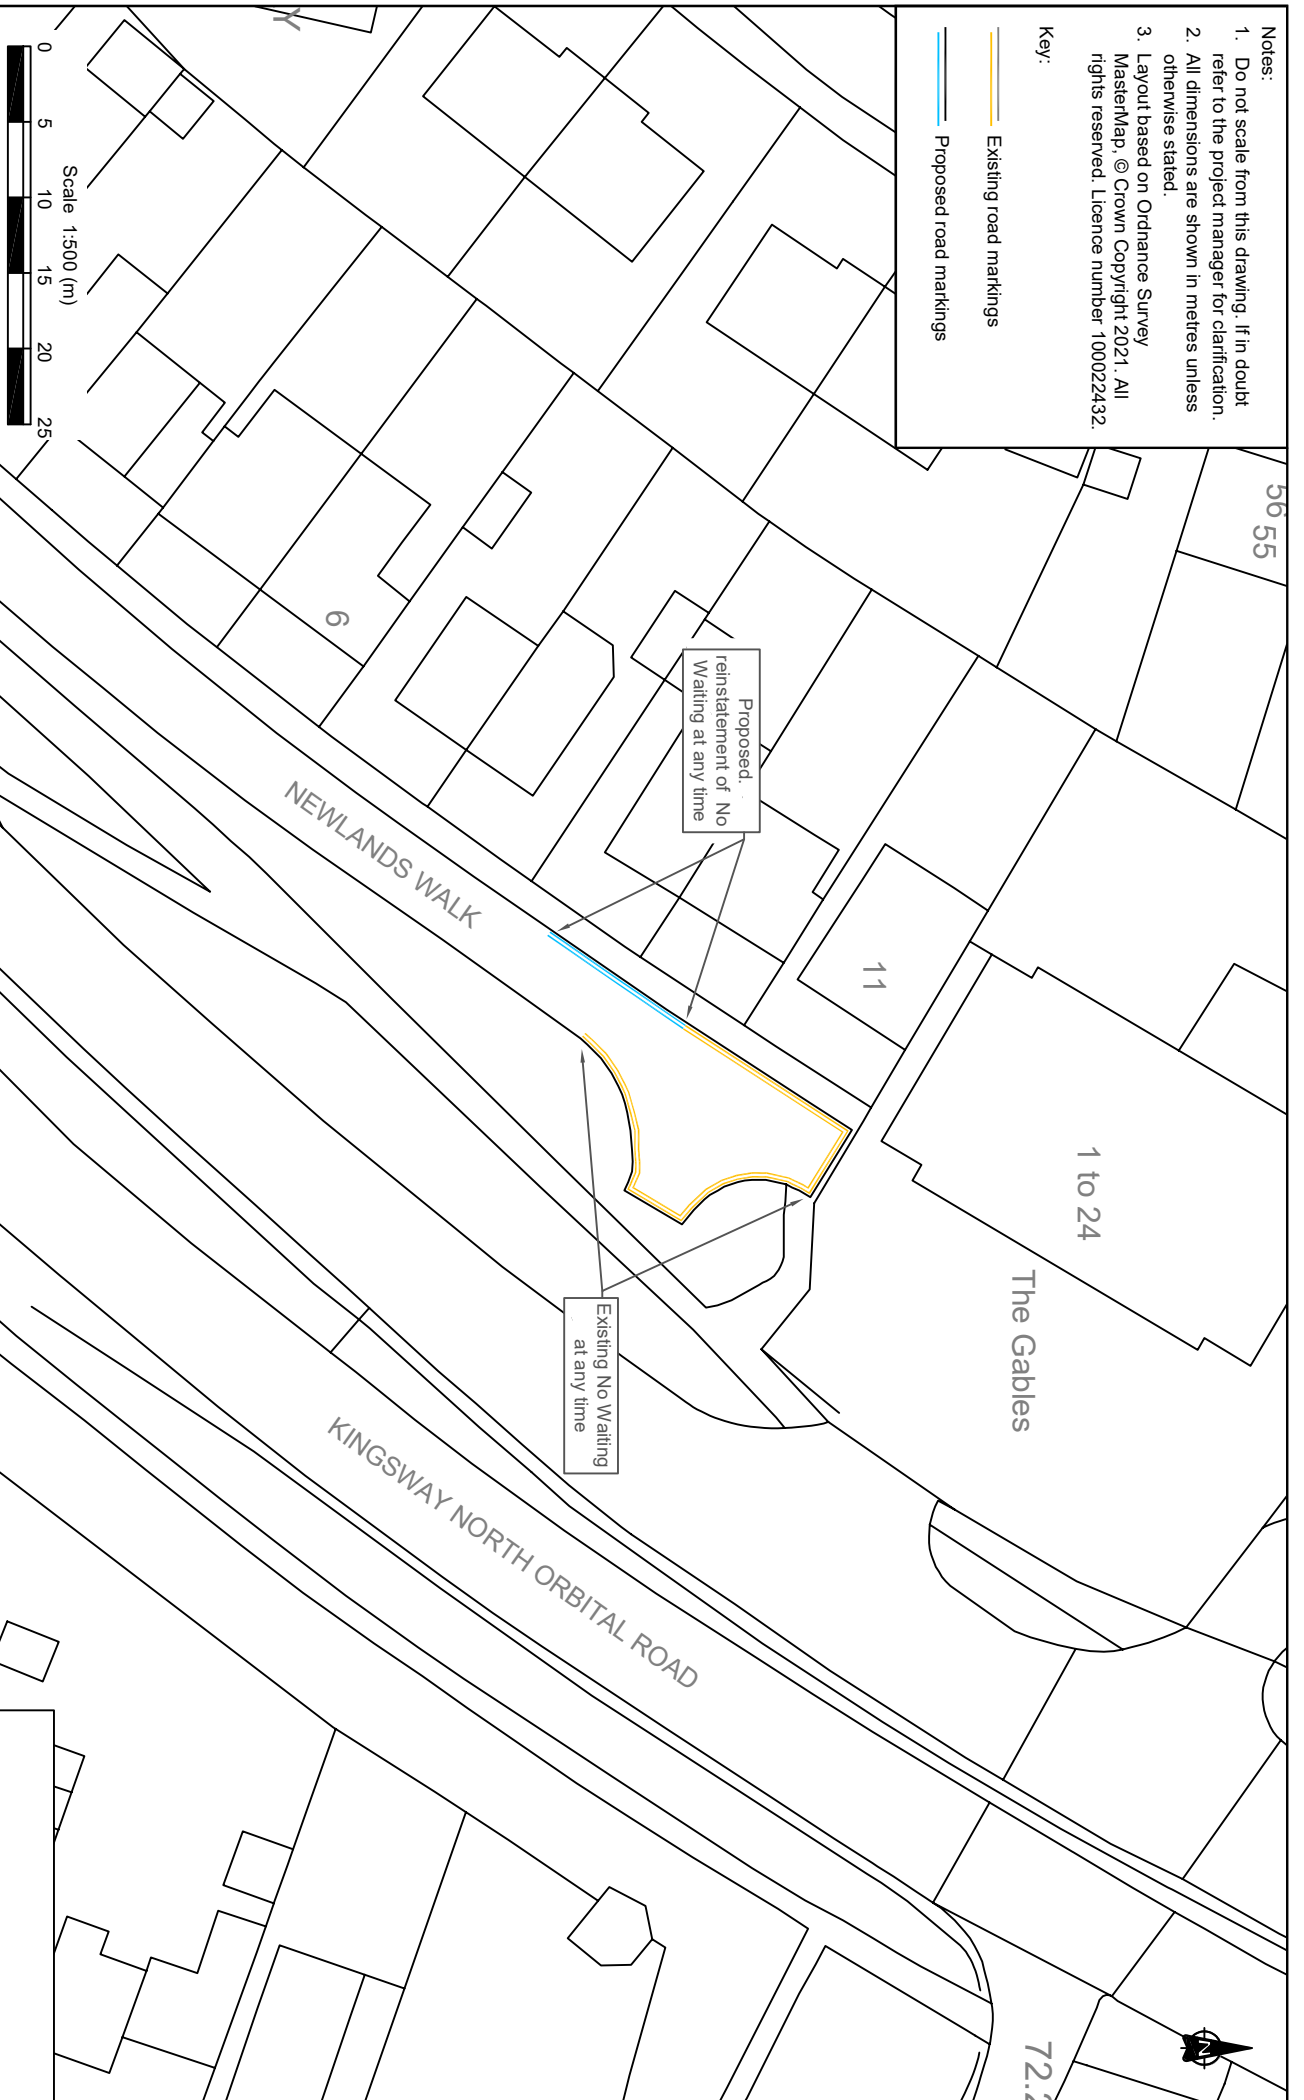 Notes:
1. Do not scale from this drawing. If in doubt
refer to the project manager for clarification.
2. All dimensions are shown in metres unless
otherwise stated.
3. Layout based on Ordnance Survey
MasterMap, © Crown Copyright 2021. All
rights reserved. Licence number 100022432.
Key:
Existing road markings
Proposed road markings
56
55
Proposed.
reinstatement of No
Waiting at any time
11
1 to 24
The Gables
6
NEWLANDS WALK
Existing No Waiting
at any time
KINGSWAY NORTH ORBITAL ROAD
Y
0 5 10 15 20 25
Scale 1:500 (m)
N